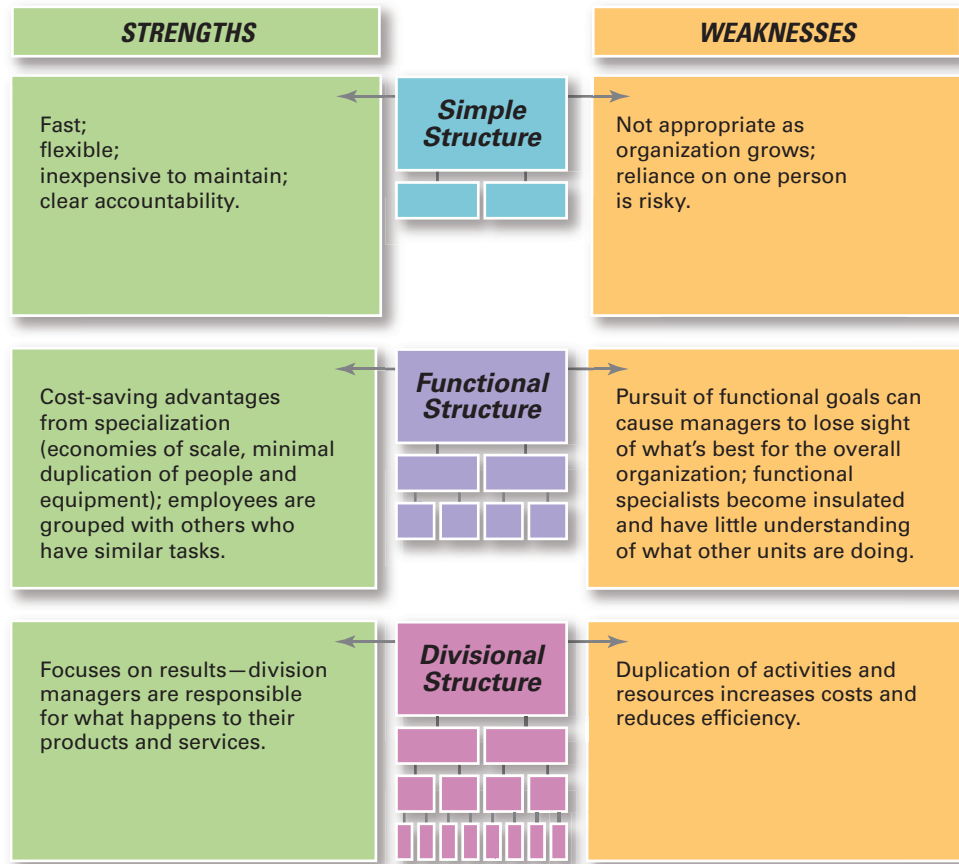 STRENGTHS
WEAKNESSES
Fast;
flexible;
inexpensive to maintain;
clear accountability.
Simple
Structure
Not appropriate as
organization grows;
reliance on one person
is risky.
Cost-saving advantages
from specialization
(economies of scale, minimal
duplication of people and
equipment); employees are
grouped with others who
have similar tasks.
Functional
Structure
Pursuit of functional goals can
cause managers to lose sight
of what’s best for the overall
organization; functional
specialists become insulated
and have little understanding
of what other units are doing.
Focuses on results—division
managers are responsible
for what happens to their
products and services.
Divisional
Structure
Duplication of activities and
resources increases costs and
reduces efficiency.